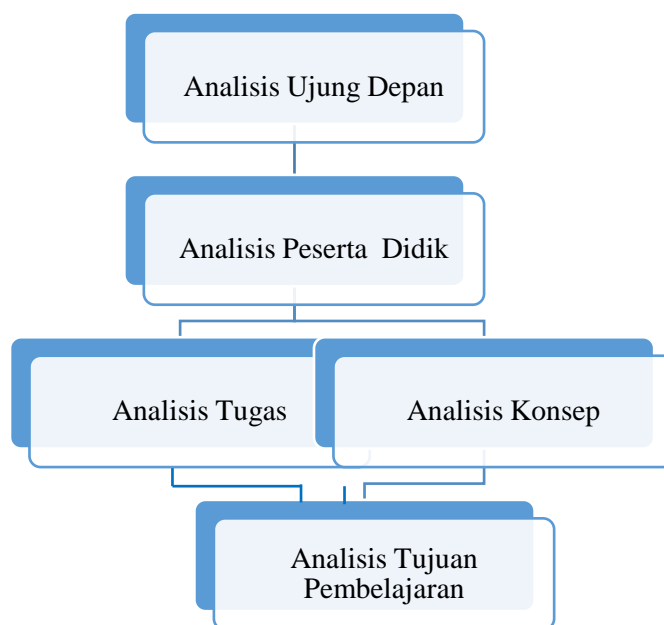 Analisis Ujung Depan
Analisis Peserta  Didik
Analisis Tugas
Analisis Konsep
Analisis Tujuan
Pembelajaran